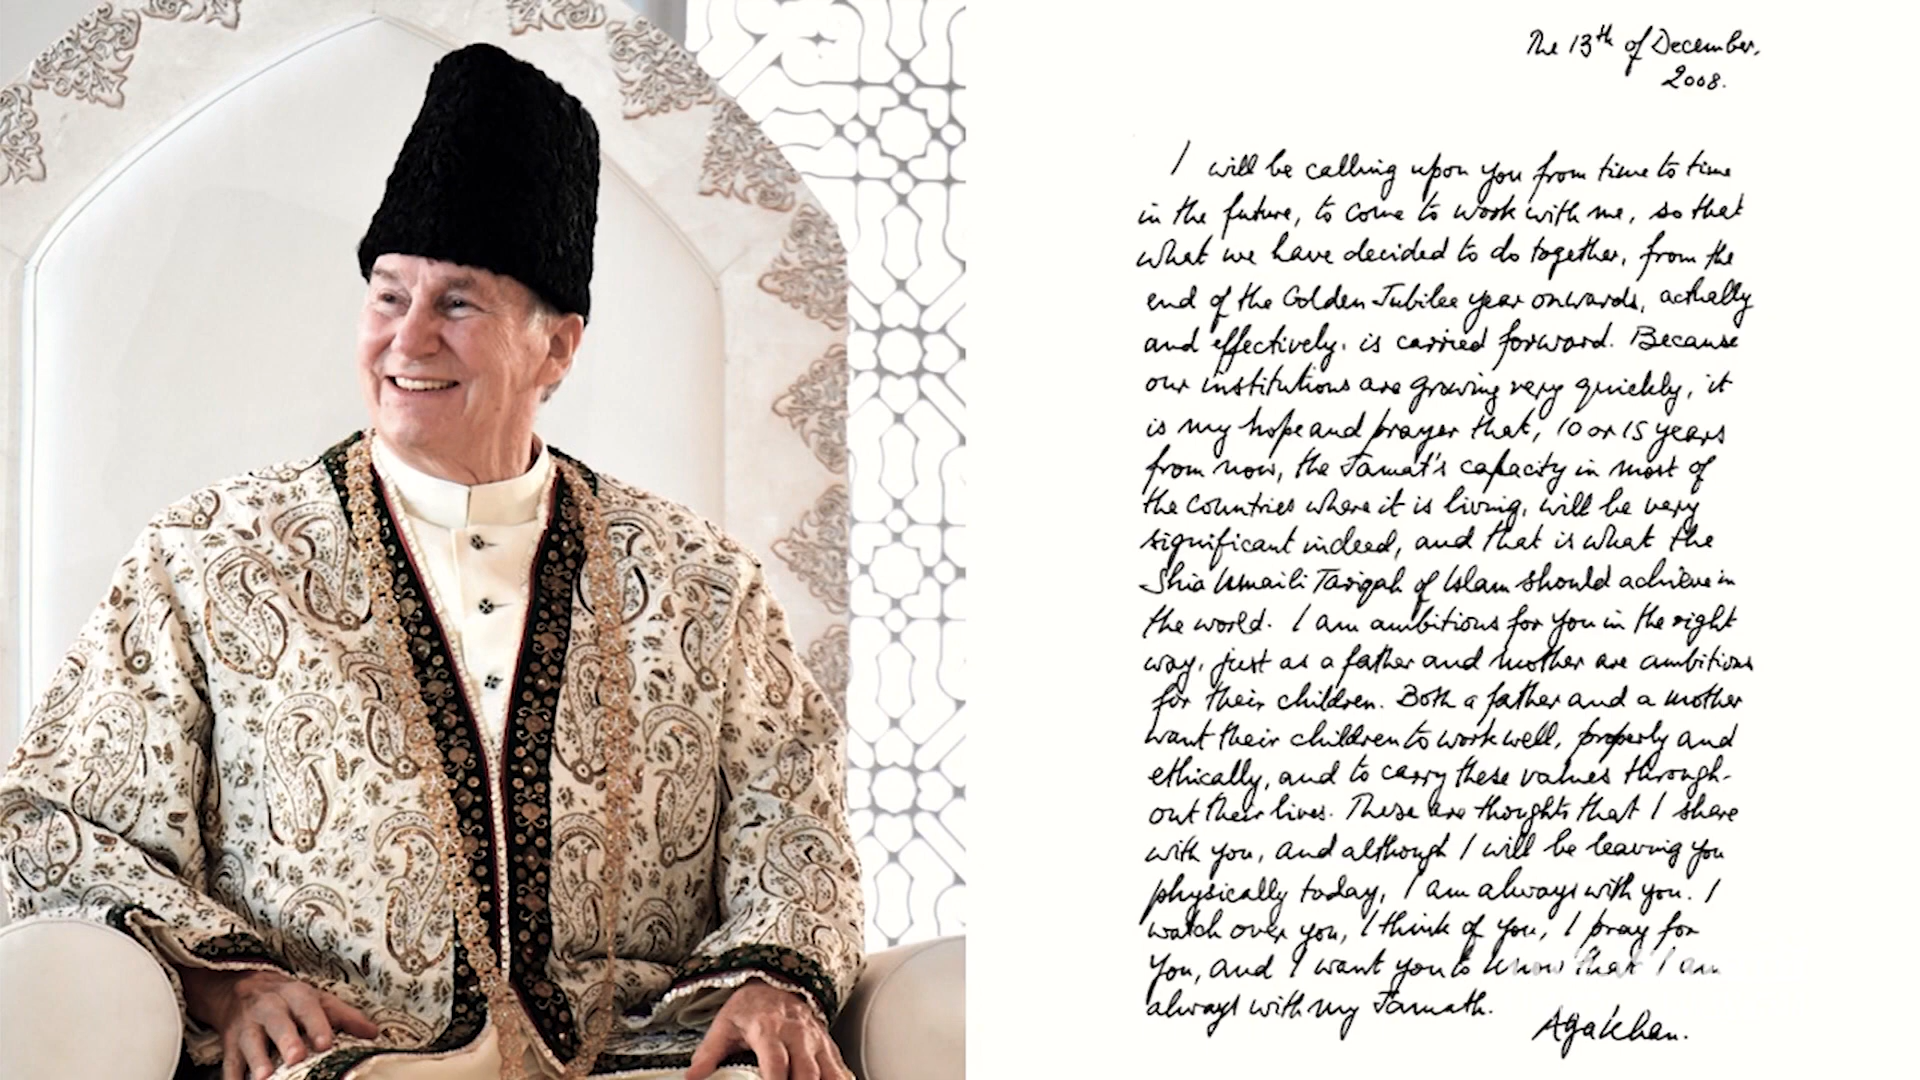 The 13th of December,
2008.
I will be calling upon you from time to time
in the future, to come to work with me, so that
what we have decided to do together, from the
end of the Golden Jubilee year onwards, actually
and effectively, is carried forward. Because
our institutions are growing very quickly, it
is my hope and prayer that, 10 or 15 years
from now, the Jamat's capacity in most of
the countries where it is living, will be very
significant indeed, and that is what the
Shia Ismaili Tariqah of Islam should achieve in
the world. I am ambitious for you in the right
way, just as a father and mother are ambitious
for their children. Both a father and a mother
want their children to work well, properly and
ethically, and to carry these values through-
out their lives. These are thoughts that I share
with you, and although I will be leaving you
physically today, I am always with you. I
watch over you, I think of you, I pray for
you, and I want you to know that I am
always with my Jamath.
Aga Khan.